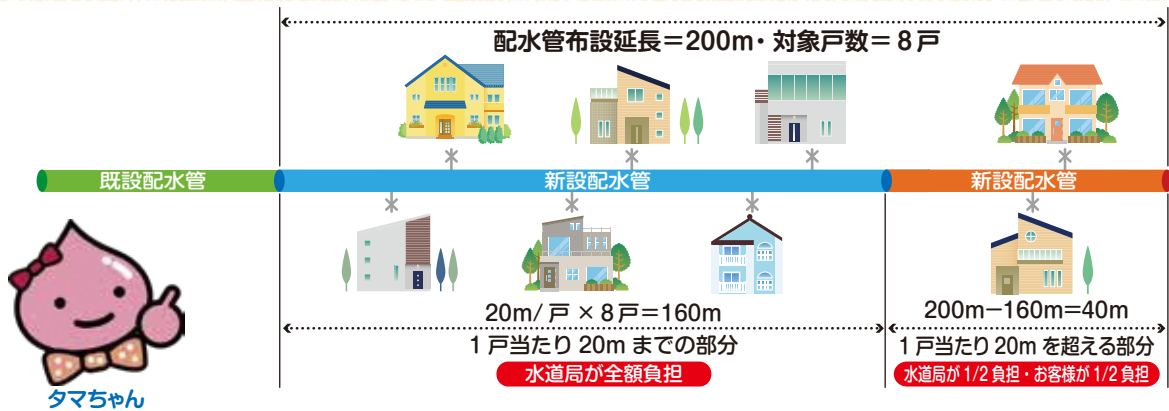 配水管布設延長＝200m・対象戸数＝8戸
既設配水管
新設配水管
新設配水管
20m/戸×8戸＝160m
1戸当たり20mまでの部分
水道局が全額負担
200m−160m=40m
1戸当たり20mを超える部分
水道局が1/2負担・お客様が1/2負担
タマちゃん